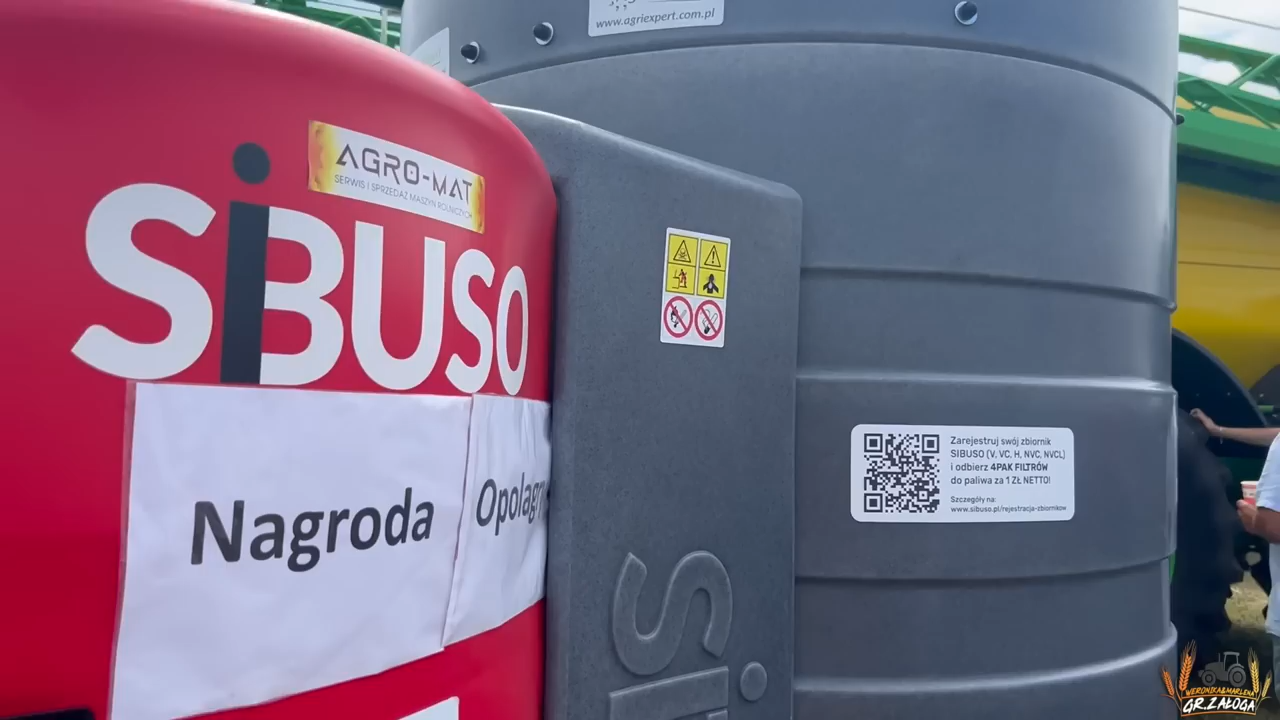 www.agriexpert.com.pl
AGRO-MAT
SERWIS I SPRZEDAŻ MASZYN ROLNICZYCH
SiBUSO
Nagroda
Opolagr
Zarejestruj swój zbiornik
SIBUSO (V, VC, H, NVC, NVCL)
i odbierz 4PAK FILTRÓW
do paliwa za 1 ZŁ NETTO!
Szczegóły na:
www.sibuso.pl/rejestracja-zbiornikow
Si
WERONIKA&MARLENA
GR.ZAŁOGA